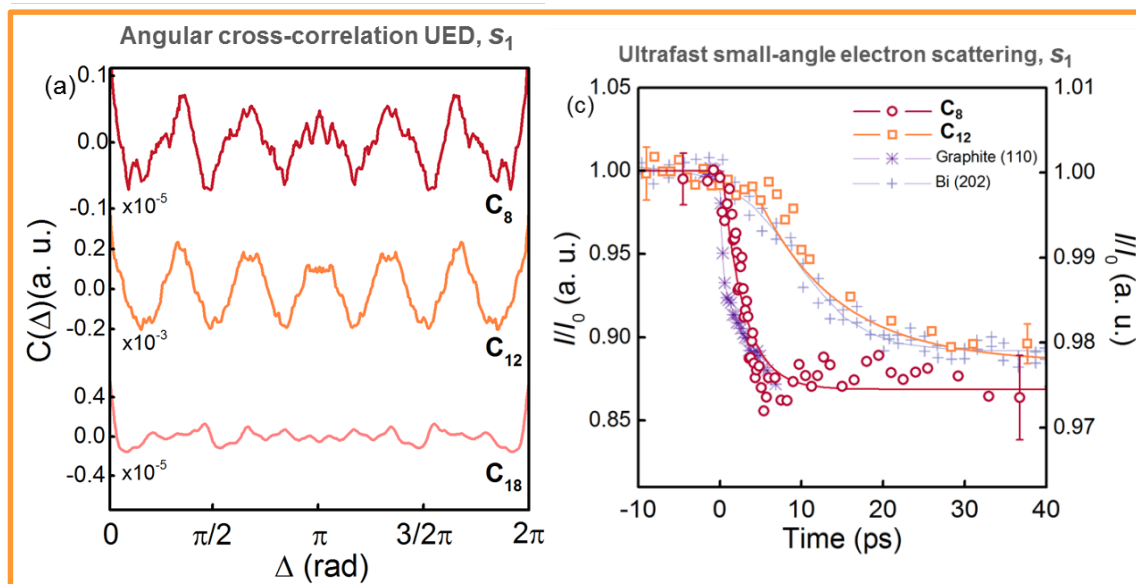 Angular cross-correlation UED, s₁
(a)
C(Δ)(a. u.)
0.1
0.0
-0.1
x10⁻⁵
C₈
0.2
0.0
-0.2
x10⁻³
C₁₂
0.4
0.0
-0.4
x10⁻⁵
C₁₈
0 π/2 π 3/2π 2π
Δ (rad)
Ultrafast small-angle electron scattering, s₁
(c)
I/I₀ (a. u.)
1.05
1.00
0.95
0.90
0.85
C₈
C₁₂
Graphite (110)
Bi (202)
1.01
1.00
0.99
0.98
0.97
I/I₀ (a. u.)
-10 0 10 20 30 40
Time (ps)